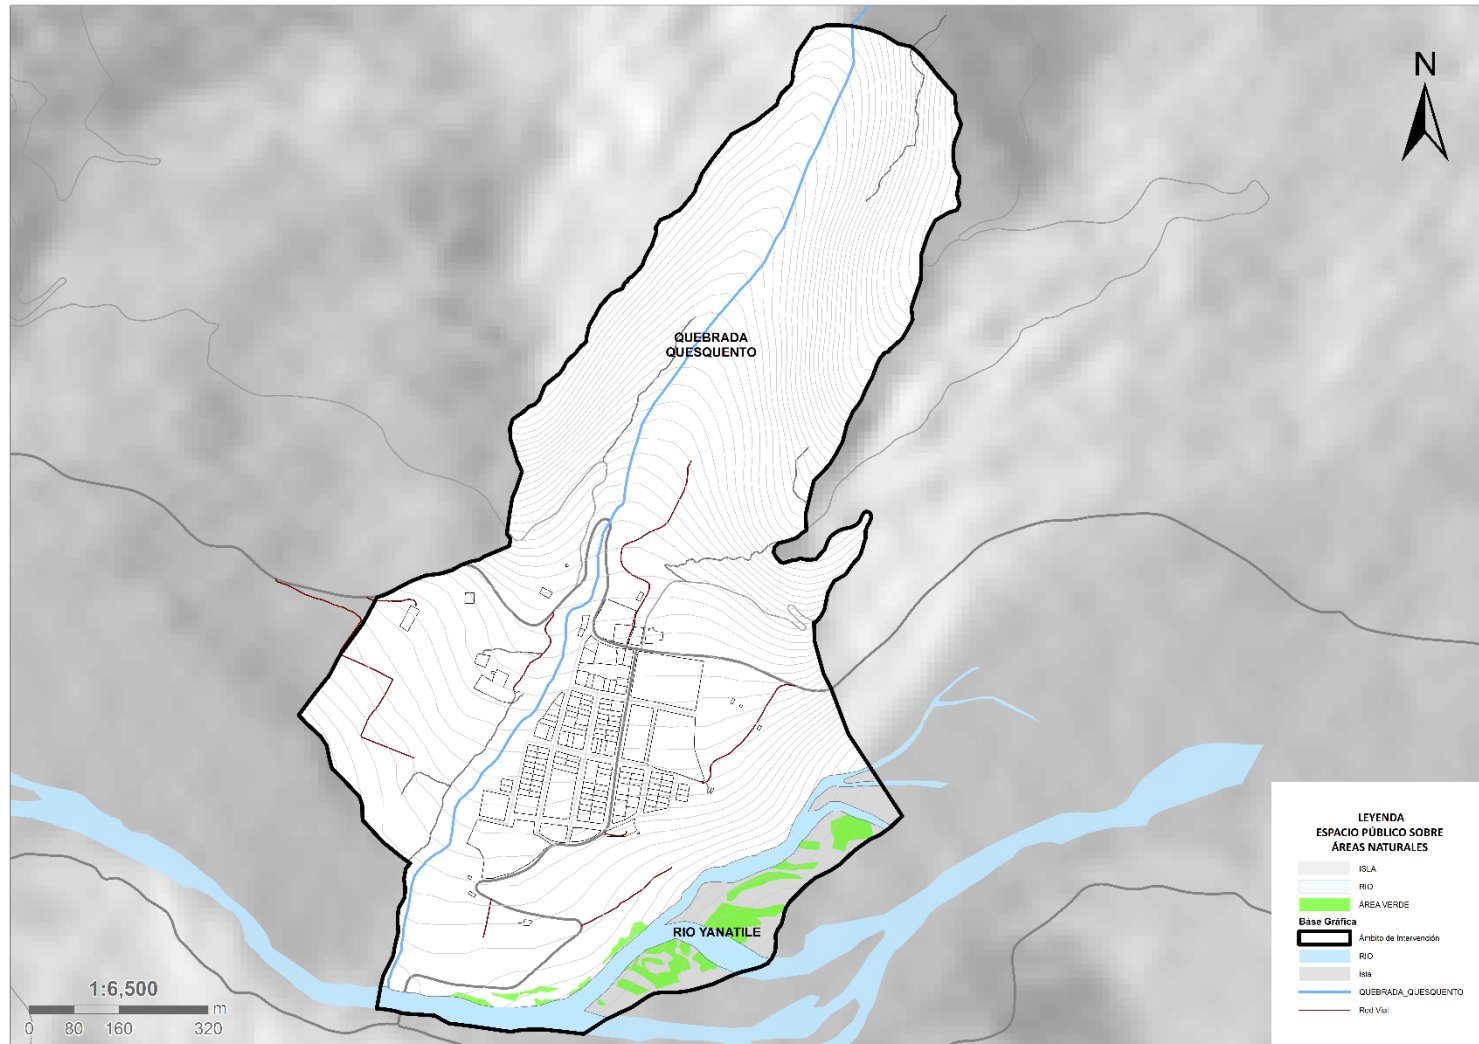 N
QUEBRADA
QUESQUENTO
RIO YANATILE
LEYENDA
ESPACIO PÚBLICO SOBRE
ÁREAS NATURALES
ISLA
RIO
ÁREA VERDE
Báse Gráfica
Ámbito de Intervención
RIO
Isla
QUEBRADA_QUESQUENTO
Red Vial
1:6,500
m
0 80 160 320